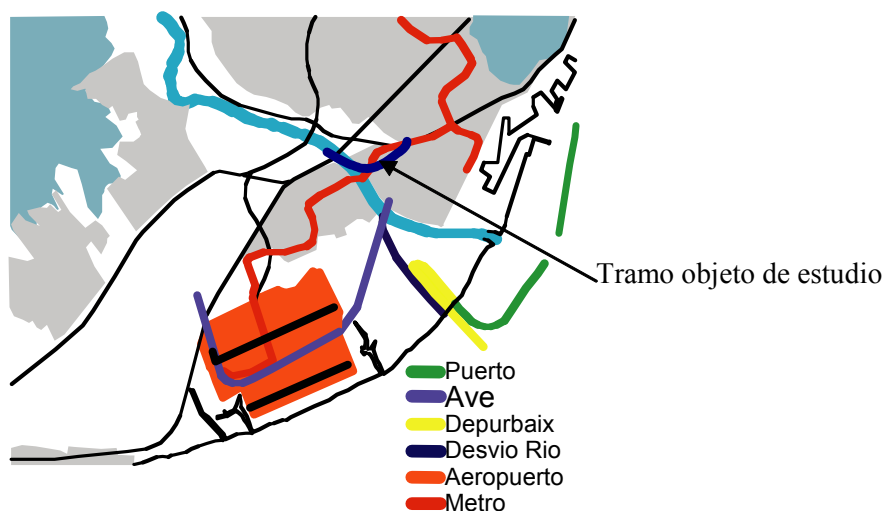 Tramo objeto de estudio
Puerto
Ave
Depurbaix
Desvio Rio
Aeropuerto
Metro